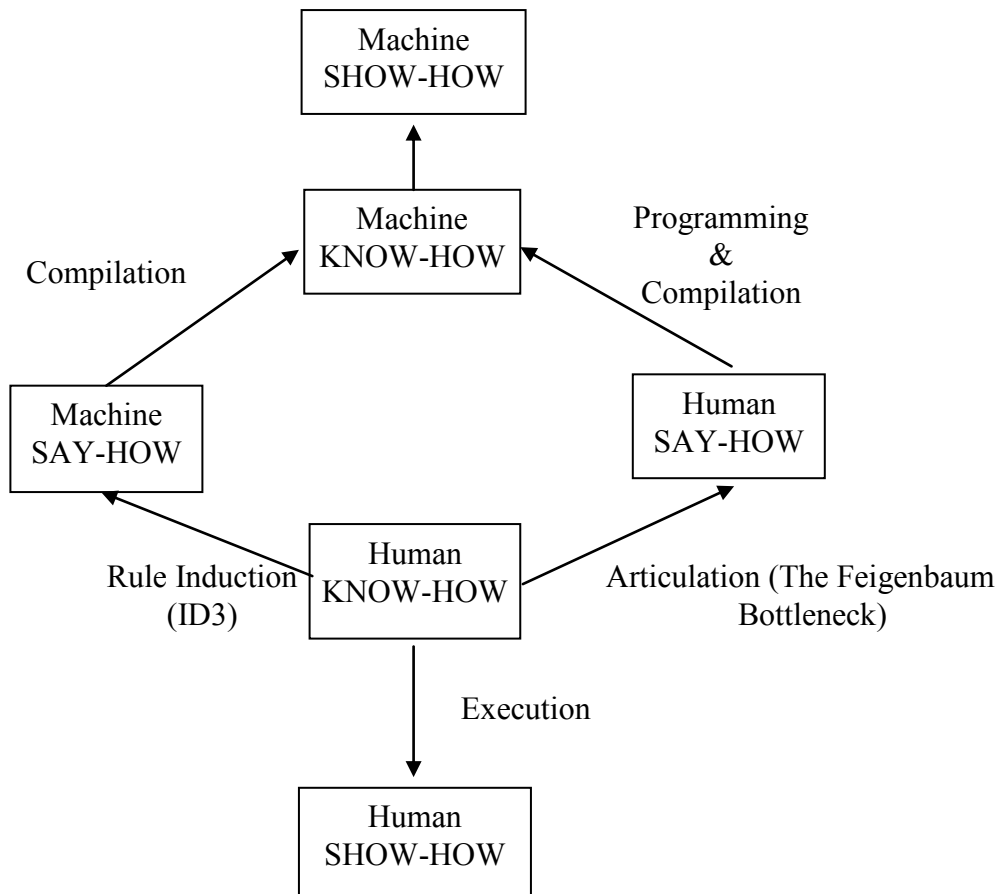 Machine
SHOW-HOW
Machine
KNOW-HOW
Programming
&
Compilation
Compilation
Machine
SAY-HOW
Human
SAY-HOW
Rule Induction
(ID3)
Human
KNOW-HOW
Articulation (The Feigenbaum
Bottleneck)
Execution
Human
SHOW-HOW